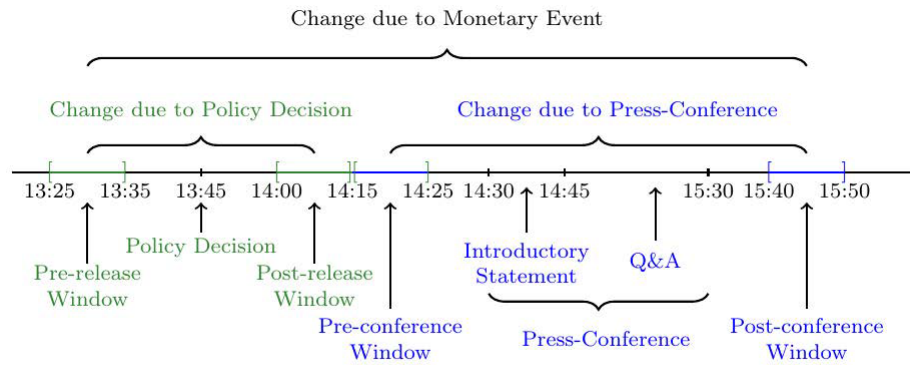 Change due to Monetary Event
Change due to Policy Decision
Change due to Press-Conference
13:25 13:35 13:45 14:00 14:15 14:25 14:30 14:45 15:30 15:40 15:50
Policy Decision
Introductory
Statement
Q&A
Pre-release
Window
Post-release
Window
Pre-conference
Window
Press-Conference
Post-conference
Window